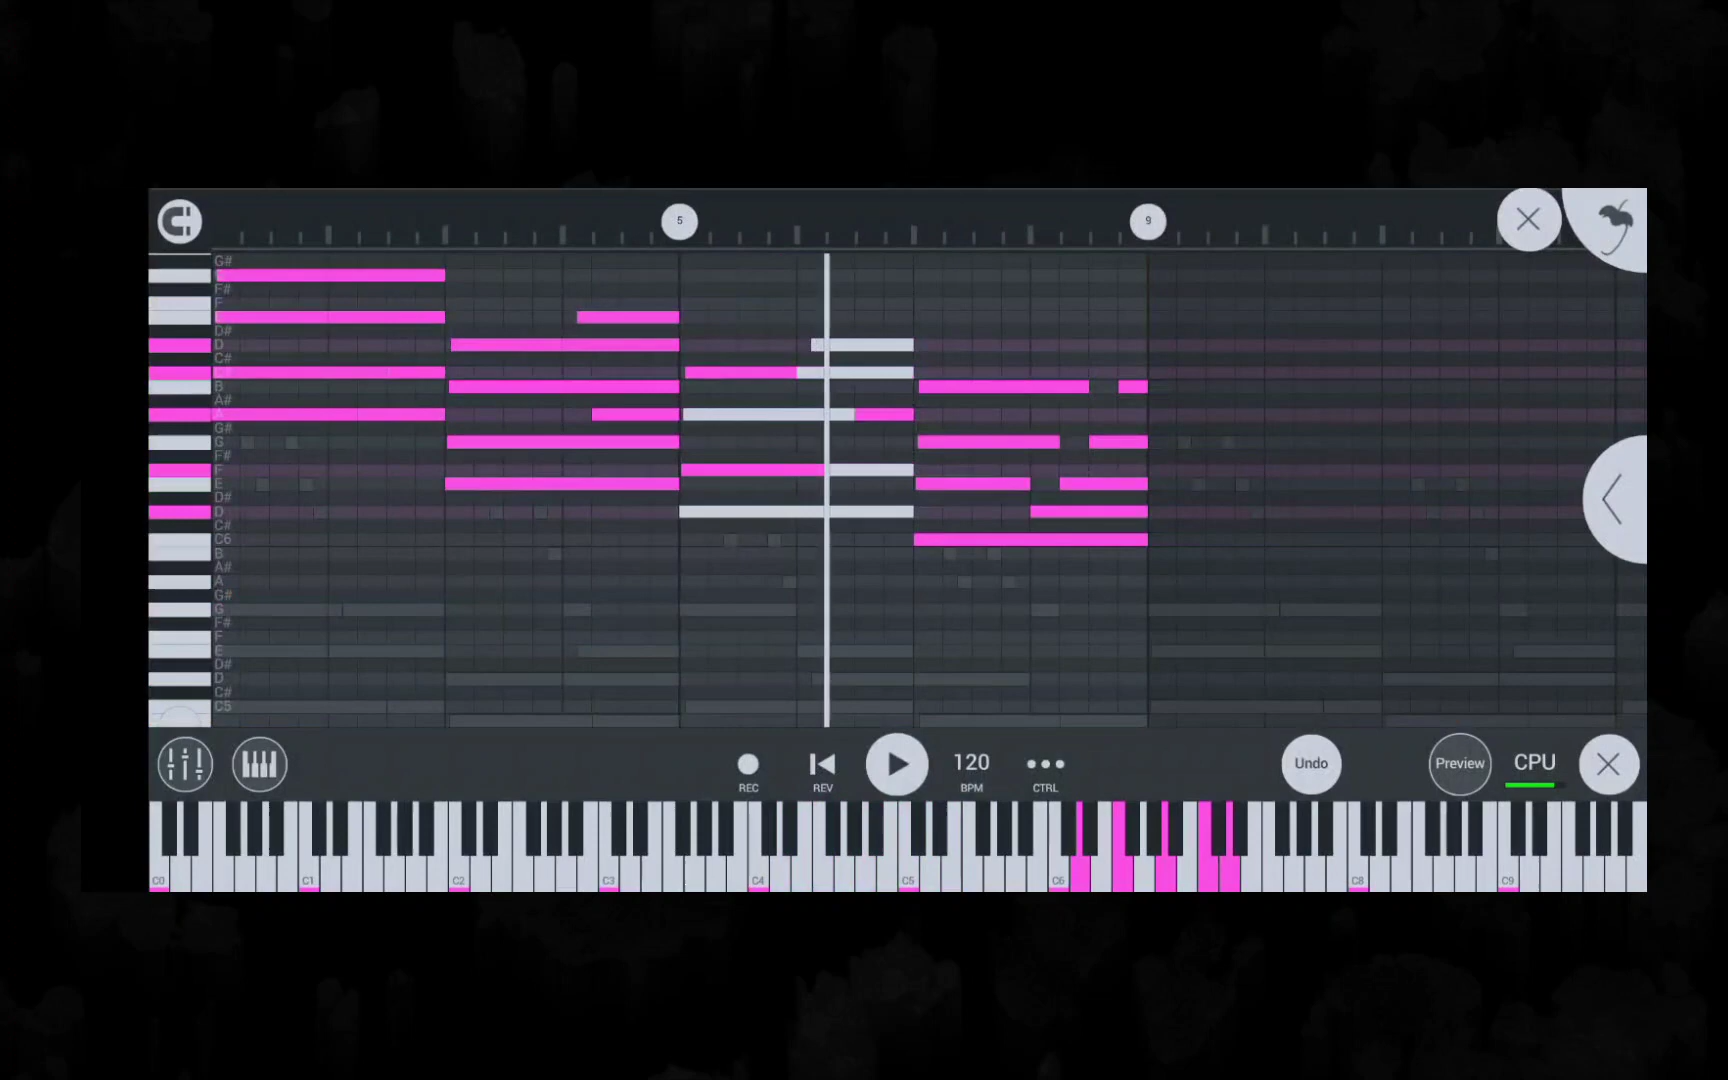 5
9
G#
F#
F
D#
D
C#
B
A#
A
G#
G
F#
F
E
D#
D
C#
C6
B
A#
A
G#
G
F#
F
E
D#
D
C#
C5
REC
REV
120
BPM
CTRL
Undo
Preview
CPU
C0 C1 C2 C3 C4 C5 C6 C8 C9